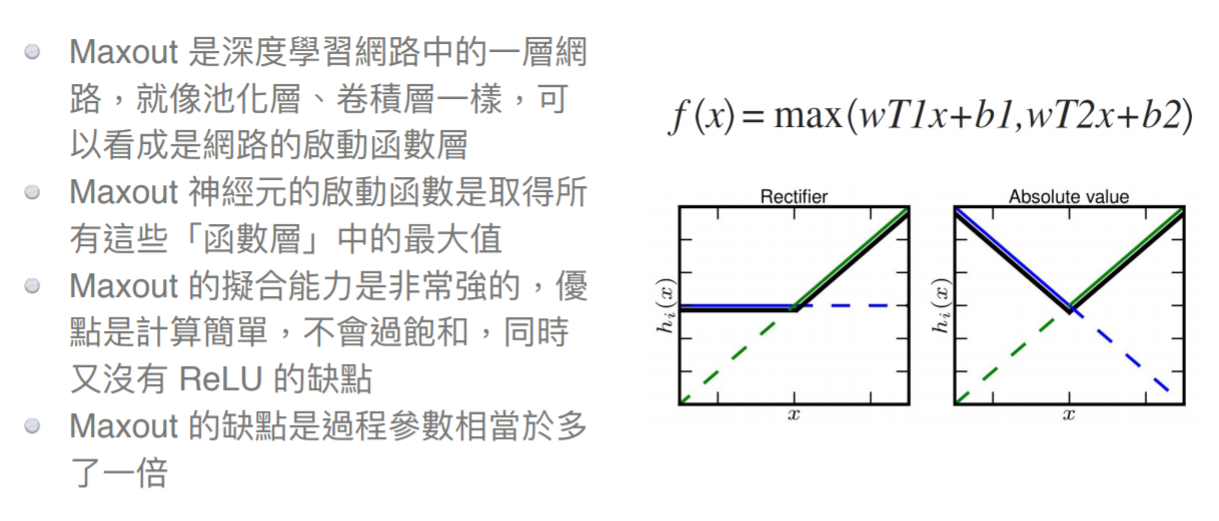 Maxout 是深度學習網路中的一層網
路，就像池化層、卷積層一樣，可
以看成是網路的啟動函數層
Maxout 神經元的啟動函數是取得所
有這些「函數層」中的最大值
Maxout 的擬合能力是非常強的，優
點是計算簡單，不會過飽和，同時
又沒有 ReLU 的缺點
Maxout 的缺點是過程參數相當於多
了一倍
f(x)=max(wT1x+b1,wT2x+b2)
Rectifier
h_i(x)
x
Absolute value
h_i(x)
x